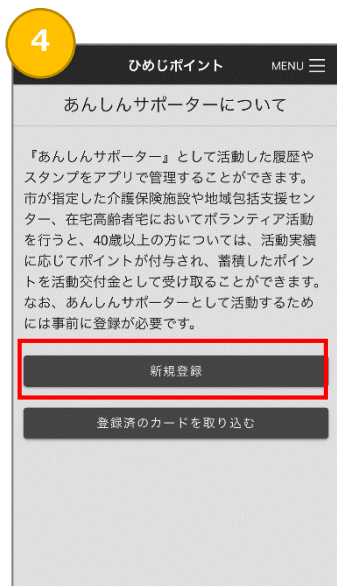 4
ひめじポイント MENU
あんしんサポーターについて
『あんしんサポーター』として活動した履歴や
スタンプをアプリで管理することができます。
市が指定した介護保険施設や地域包括支援セン
ター、在宅高齢者宅においてボランティア活動
を行うと、40歳以上の方については、活動実績
に応じてポイントが付与され、蓄積したポイン
トを活動交付金として受け取ることができます。
なお、あんしんサポーターとして活動するため
には事前に登録が必要です。
新規登録
登録済のカードを取り込む